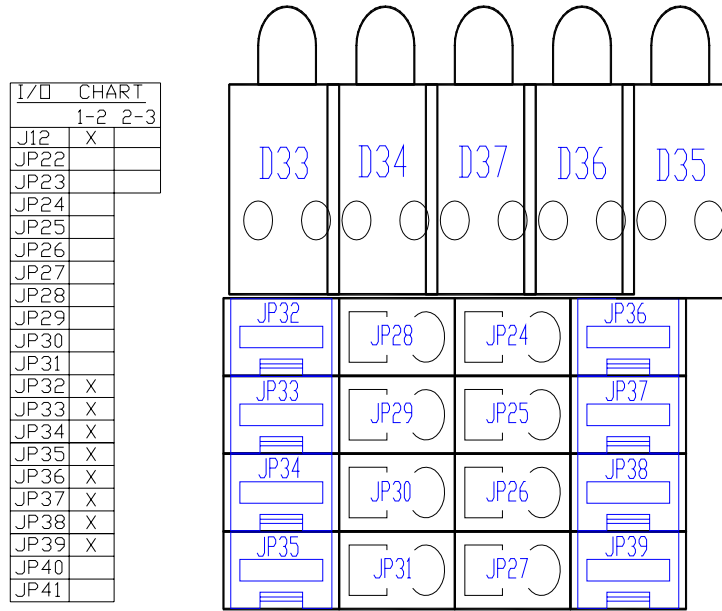 I/O CHART
1-2 2-3
J12 X
JP22
JP23
JP24
JP25
JP26
JP27
JP28
JP29
JP30
JP31
JP32 X
JP33 X
JP34 X
JP35 X
JP36 X
JP37 X
JP38 X
JP39 X
JP40
JP41
D33 D34 D37 D36 D35
JP32 JP28 JP24 JP36
JP33 JP29 JP25 JP37
JP34 JP30 JP26 JP38
JP35 JP31 JP27 JP39